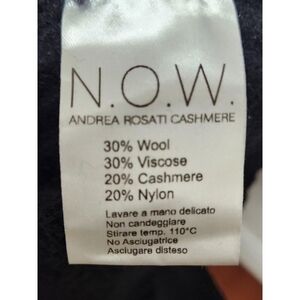 N.O.W.
ANDREA ROSATI CASHMERE
30% Wool
30% Viscose
20% Cashmere
20% Nylon
Lavare a mano delicato
Non candeggiare
Stirare temp. 110°C
No Asciugatrice
Asciugare disteso